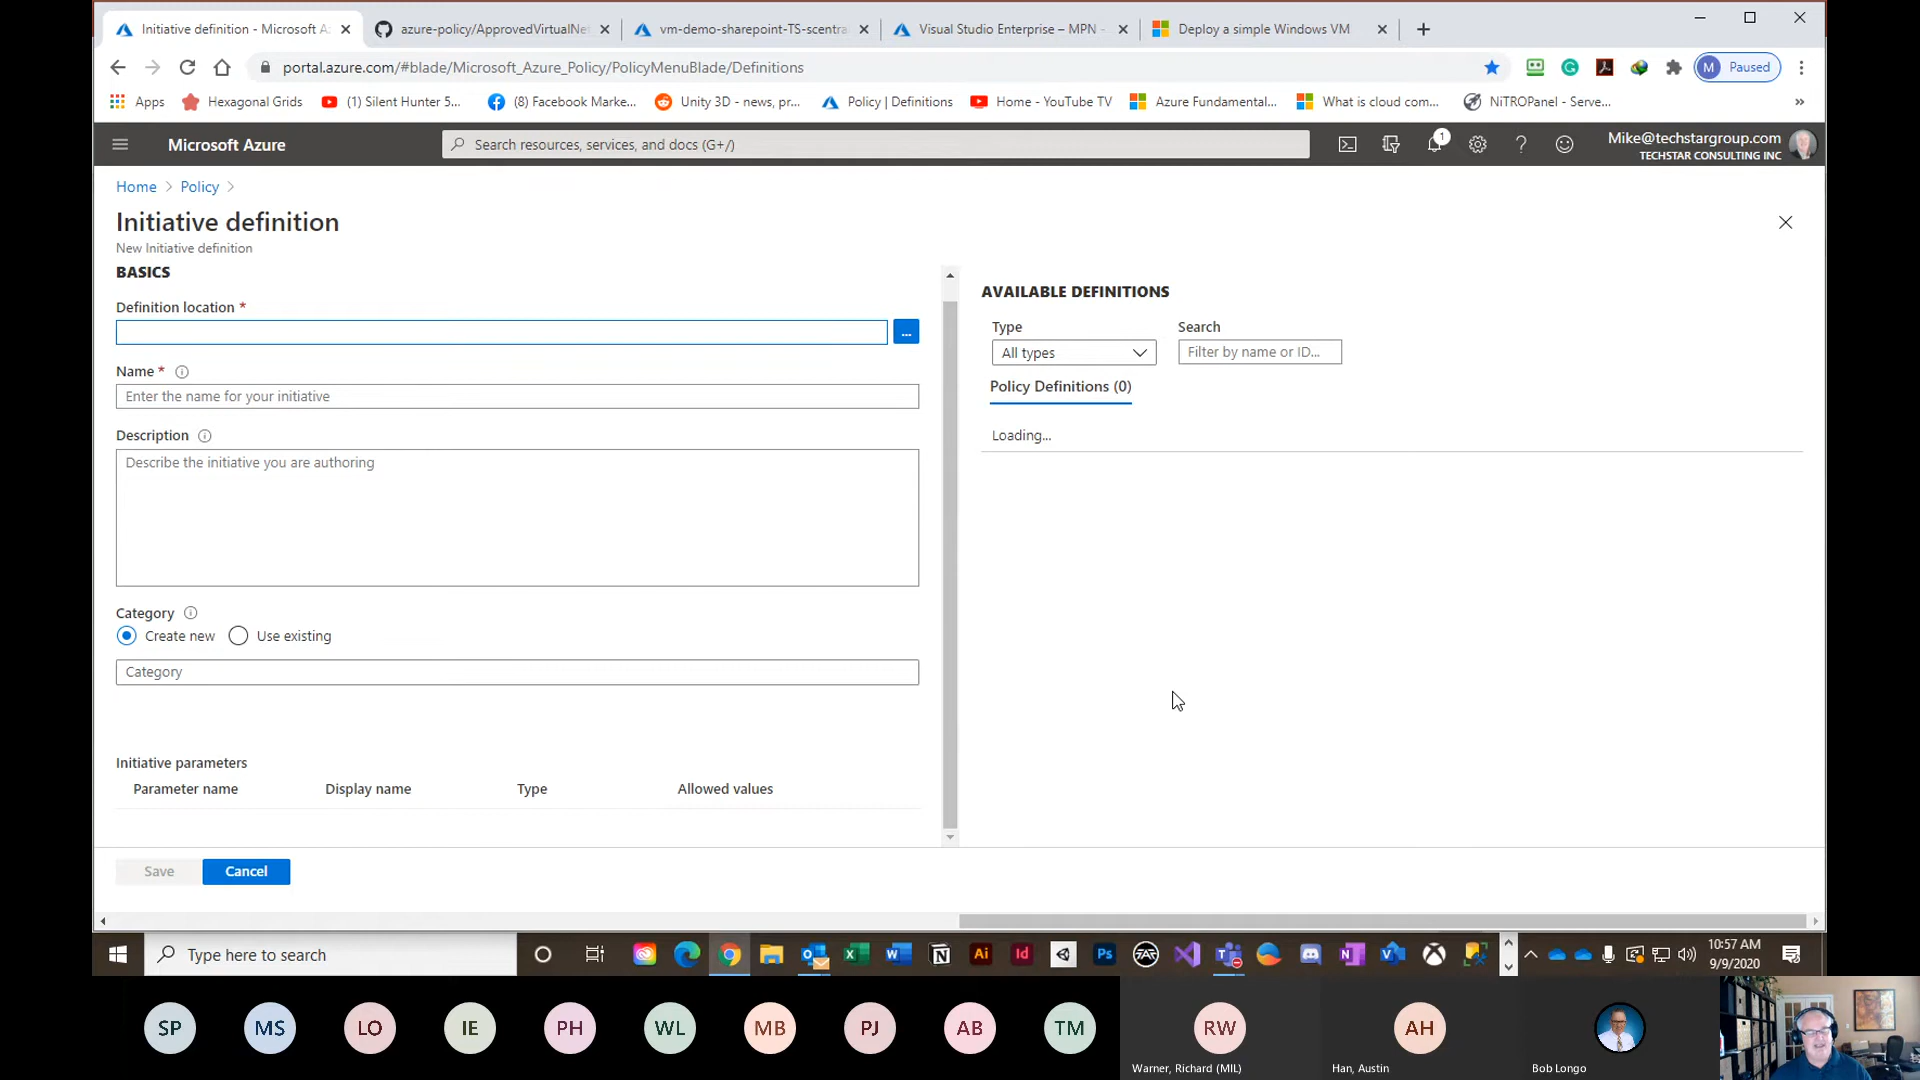 Initiative definition - Microsoft A
azure-policy/ApprovedVirtualNe
vm-demo-sharepoint-TS-scentra
Visual Studio Enterprise – MPN -
Deploy a simple Windows VM
portal.azure.com/#blade/Microsoft_Azure_Policy/PolicyMenuBlade/Definitions
M Paused
Apps
Hexagonal Grids
(1) Silent Hunter 5...
(8) Facebook Marke...
Unity 3D - news, pr...
Policy | Definitions
Home - YouTube TV
Azure Fundamental...
What is cloud com...
NiTROPanel - Serve...
»
Microsoft Azure
Search resources, services, and docs (G+/)
1
Mike@techstargroup.com
TECHSTAR CONSULTING INC
Home > Policy >
Initiative definition
New Initiative definition
BASICS
Definition location *
...
Name *
Enter the name for your initiative
Description
Describe the initiative you are authoring
Category
Create new
Use existing
Category
Initiative parameters
Parameter name Display name Type Allowed values
Save
Cancel
AVAILABLE DEFINITIONS
Type
All types
Search
Filter by name or ID...
Policy Definitions (0)
Loading...
Type here to search
10:57 AM
9/9/2020
SP
MS
LO
IE
PH
WL
MB
PJ
AB
TM
RW
Warner, Richard (MIL)
AH
Han, Austin
Bob Longo